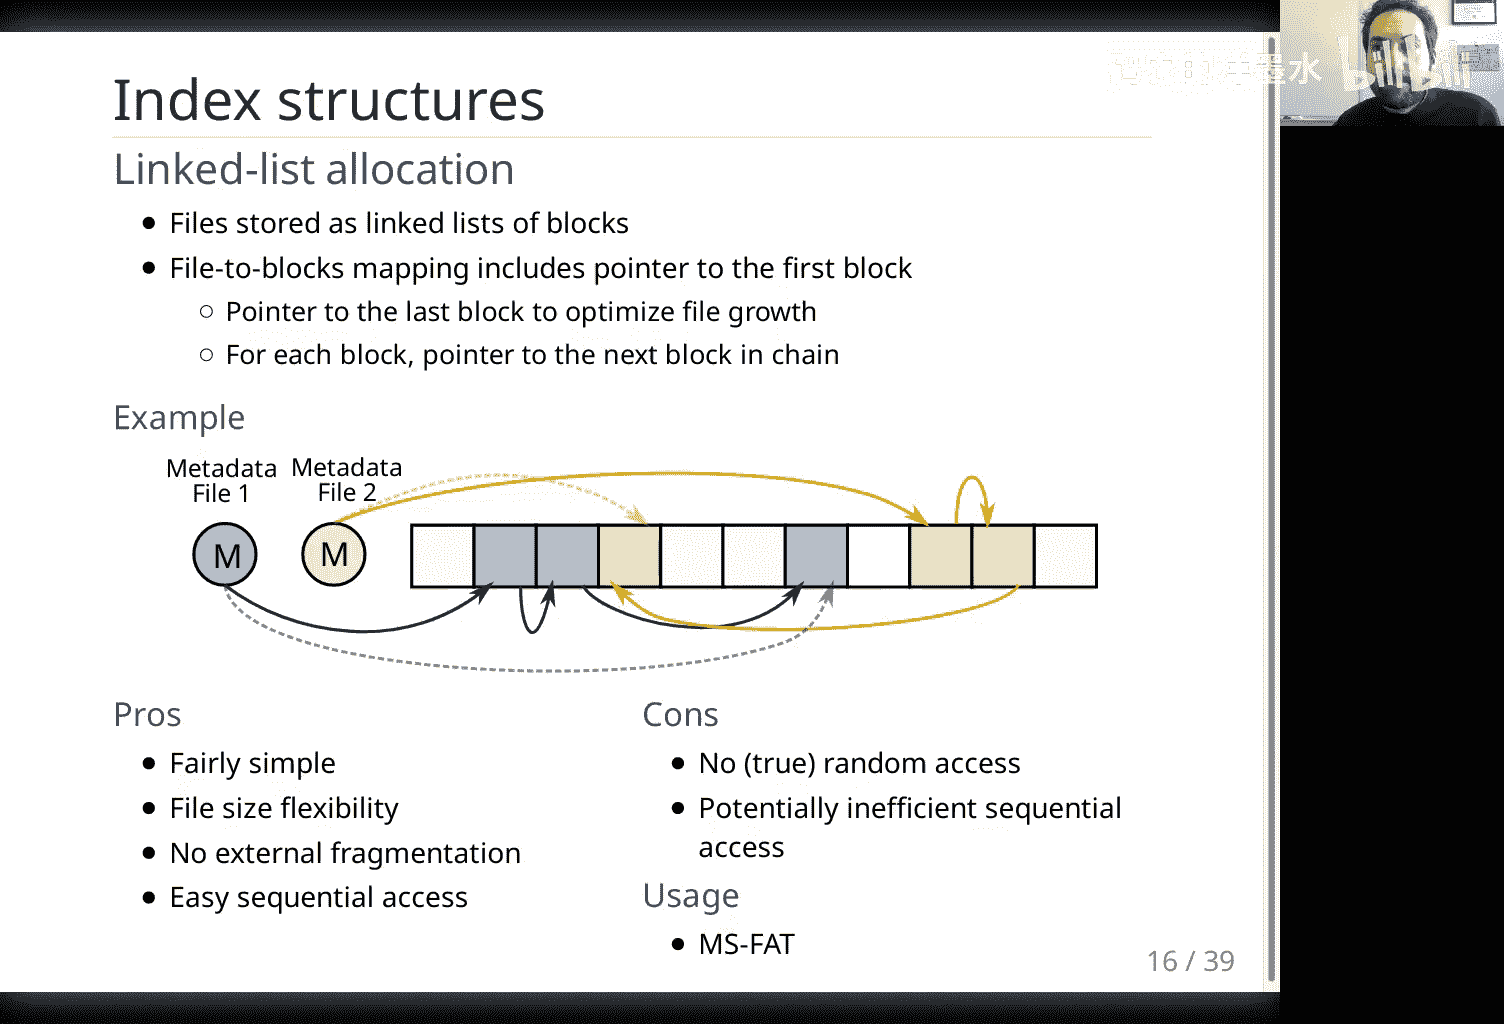 Index structures
Linked-list allocation
Files stored as linked lists of blocks
File-to-blocks mapping includes pointer to the first block
Pointer to the last block to optimize file growth
For each block, pointer to the next block in chain
Example
Metadata
File 1
Metadata
File 2
M
M
Pros
Fairly simple
File size flexibility
No external fragmentation
Easy sequential access
Cons
No (true) random access
Potentially inefficient sequential
access
Usage
MS-FAT
16 / 39
bilibili